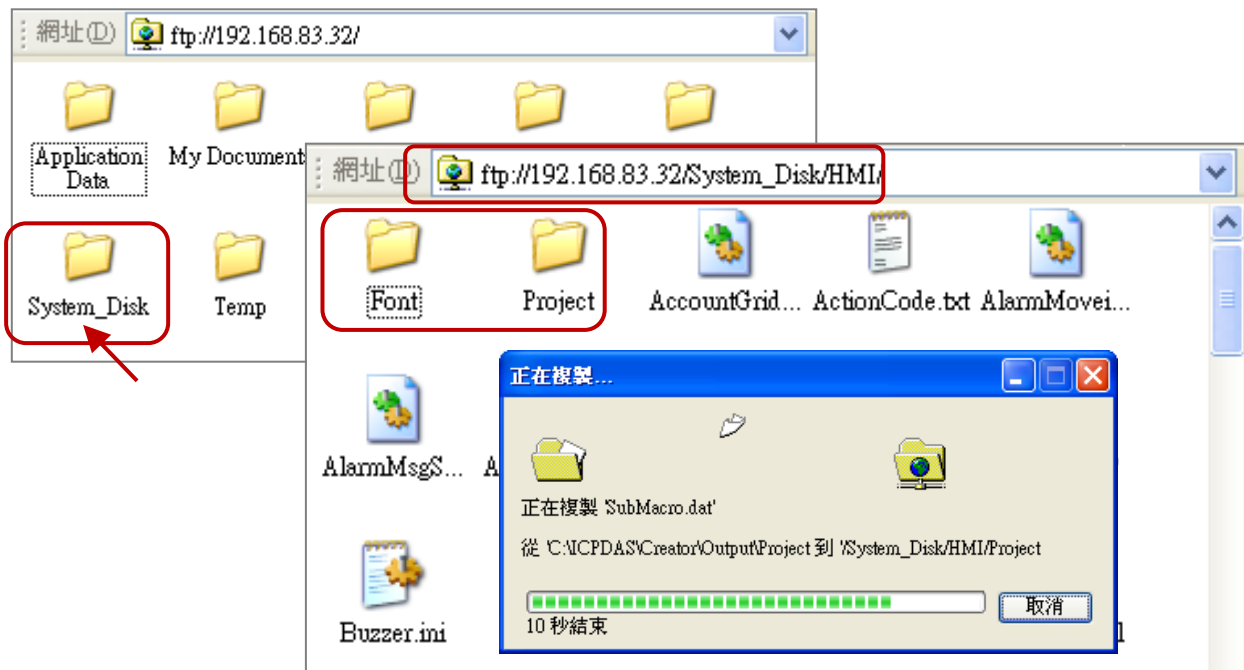 網址(D) ftp://192.168.83.32/
Application
Data
My Document
System_Disk
Temp
網址(D) ftp://192.168.83.32/System_Disk/HMI/
Font
Project
AccountGrid...
ActionCode.txt
AlarmMovei...
AlarmMsgS...
A
Buzzer.ini
正在複製...
正在複製 'SubMacro.dat'
從 'C:\ICPDAS\Creator\Output\Project 到 '/System_Disk/HMI/Project
10 秒結束
取消